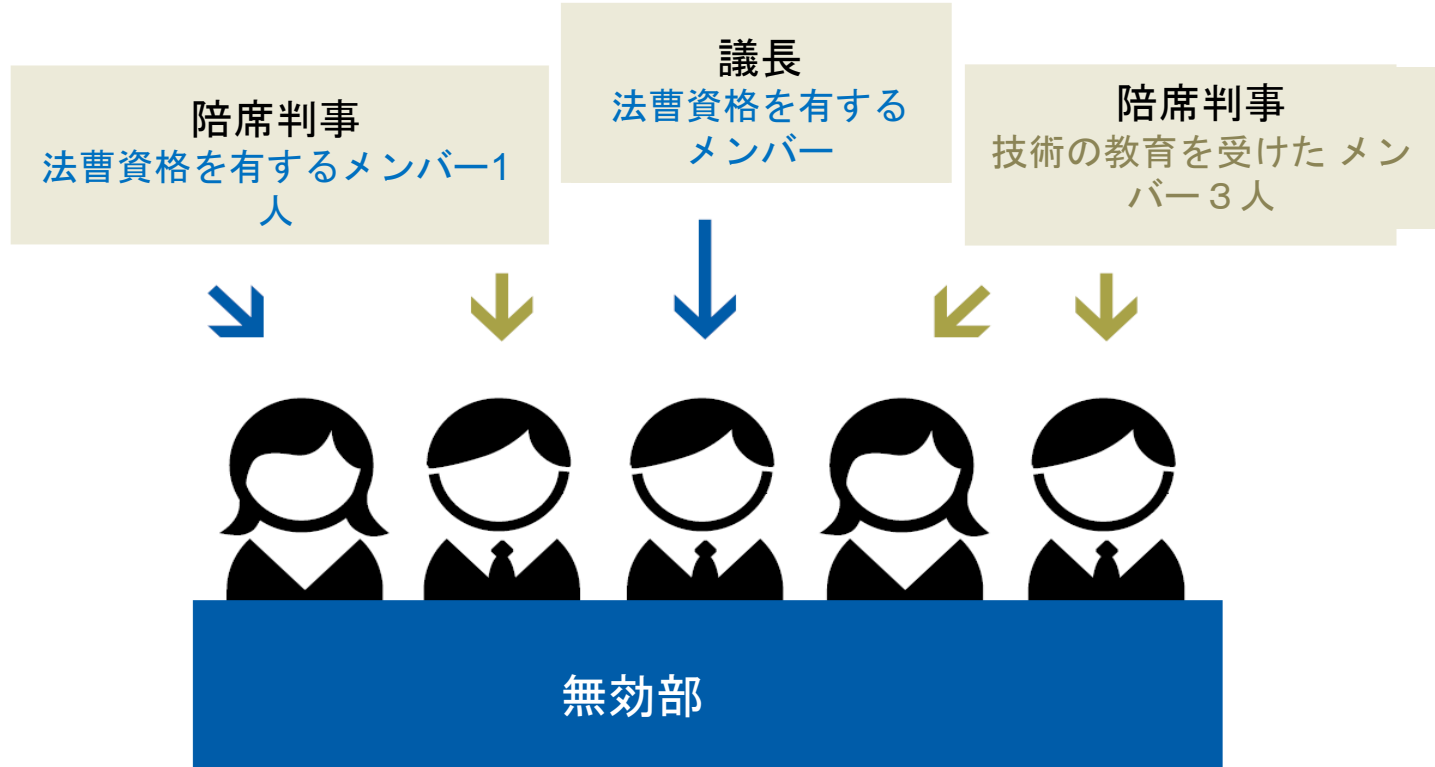 陪席判事
法曹資格を有するメンバー1
人
議長
法曹資格を有する
メンバー
陪席判事
技術の教育を受けた メン
バー３人
無効部